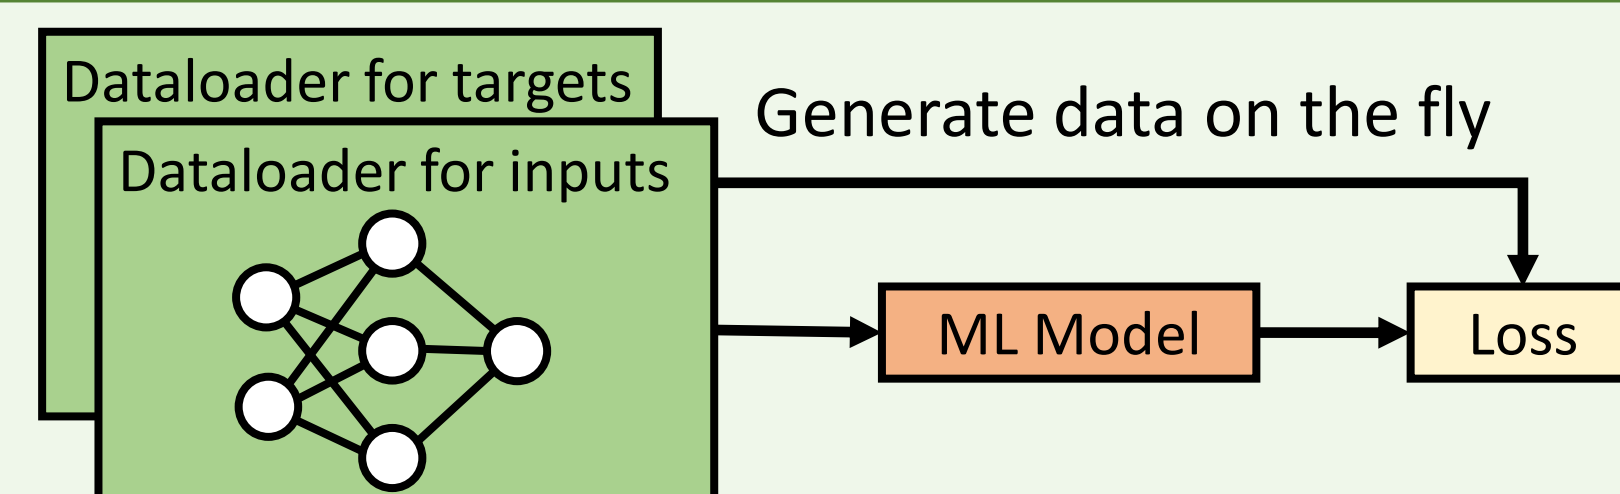 Dataloader for targets
Dataloader for inputs
Generate data on the fly
ML Model
Loss